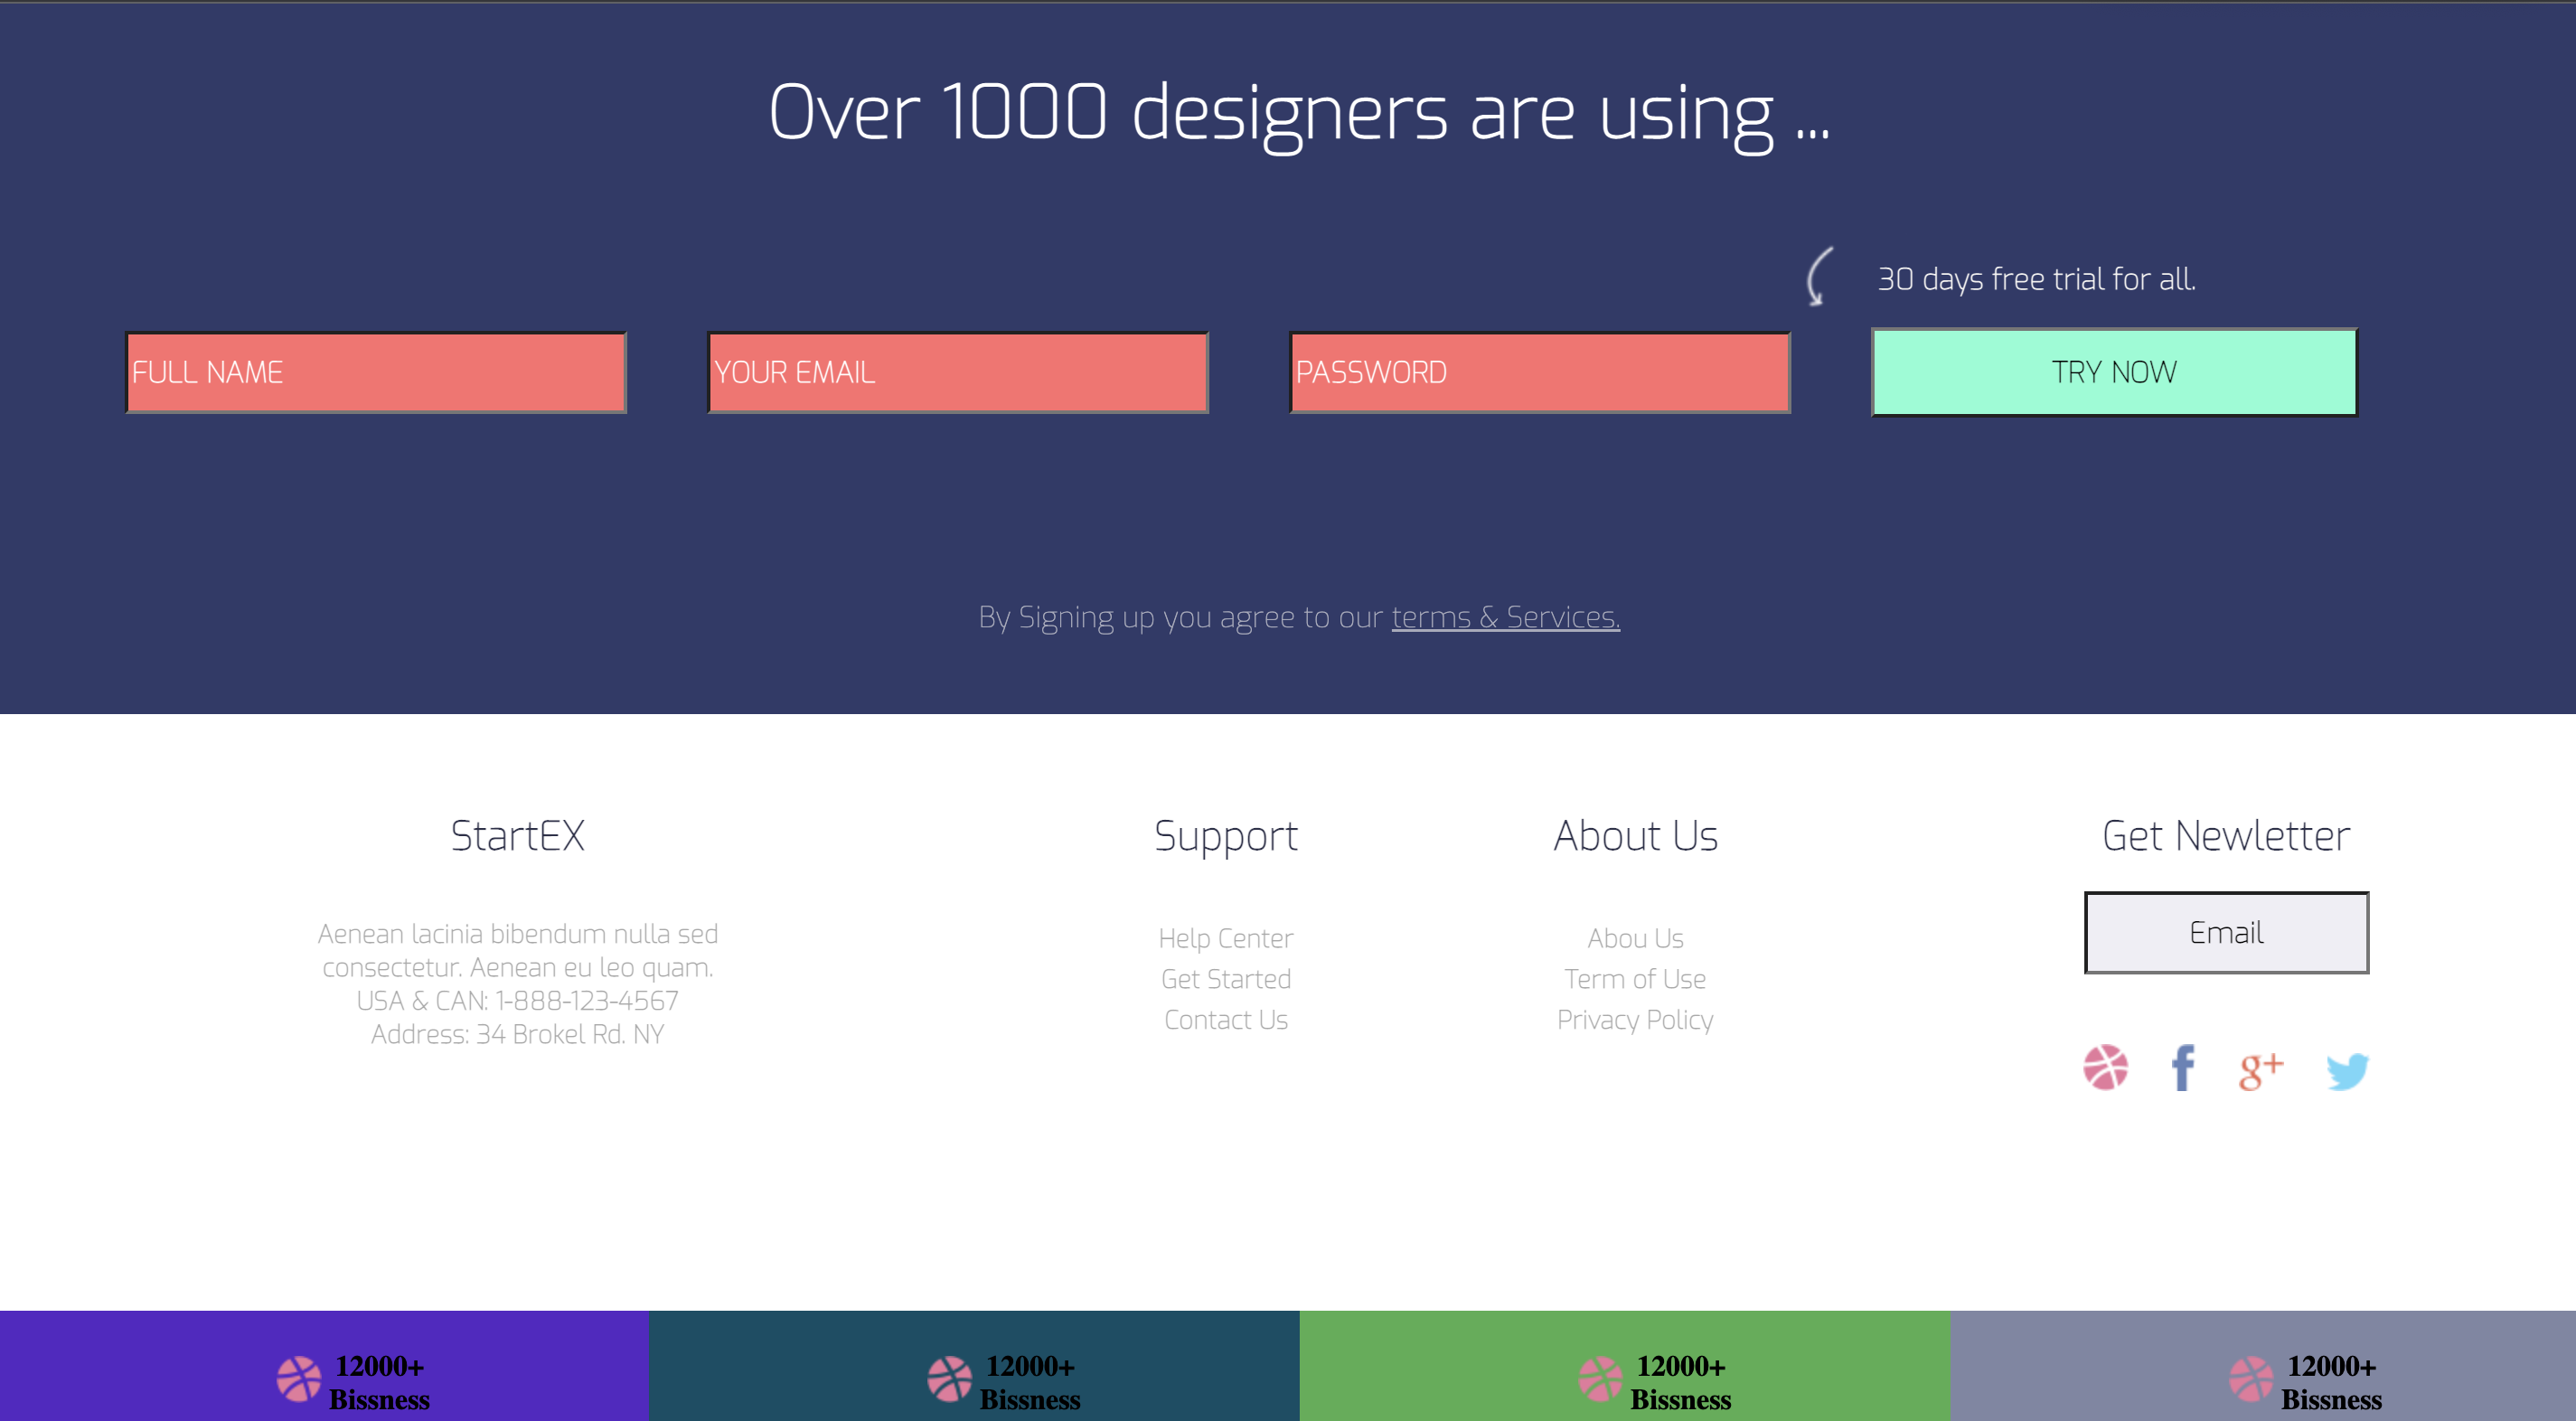 Over 1000 designers are using ...
30 days free trial for all.
FULL NAME
YOUR EMAIL
PASSWORD
TRY NOW
By Signing up you agree to our terms & Services.
StartEX
Aenean lacinia bibendum nulla sed
consectetur. Aenean eu leo quam.
USA & CAN: 1-888-123-4567
Address: 34 Brokel Rd. NY
Support
Help Center
Get Started
Contact Us
About Us
Abou Us
Term of Use
Privacy Policy
Get Newletter
Email
f
g+
12000+
Bissness
12000+
Bissness
12000+
Bissness
12000+
Bissness